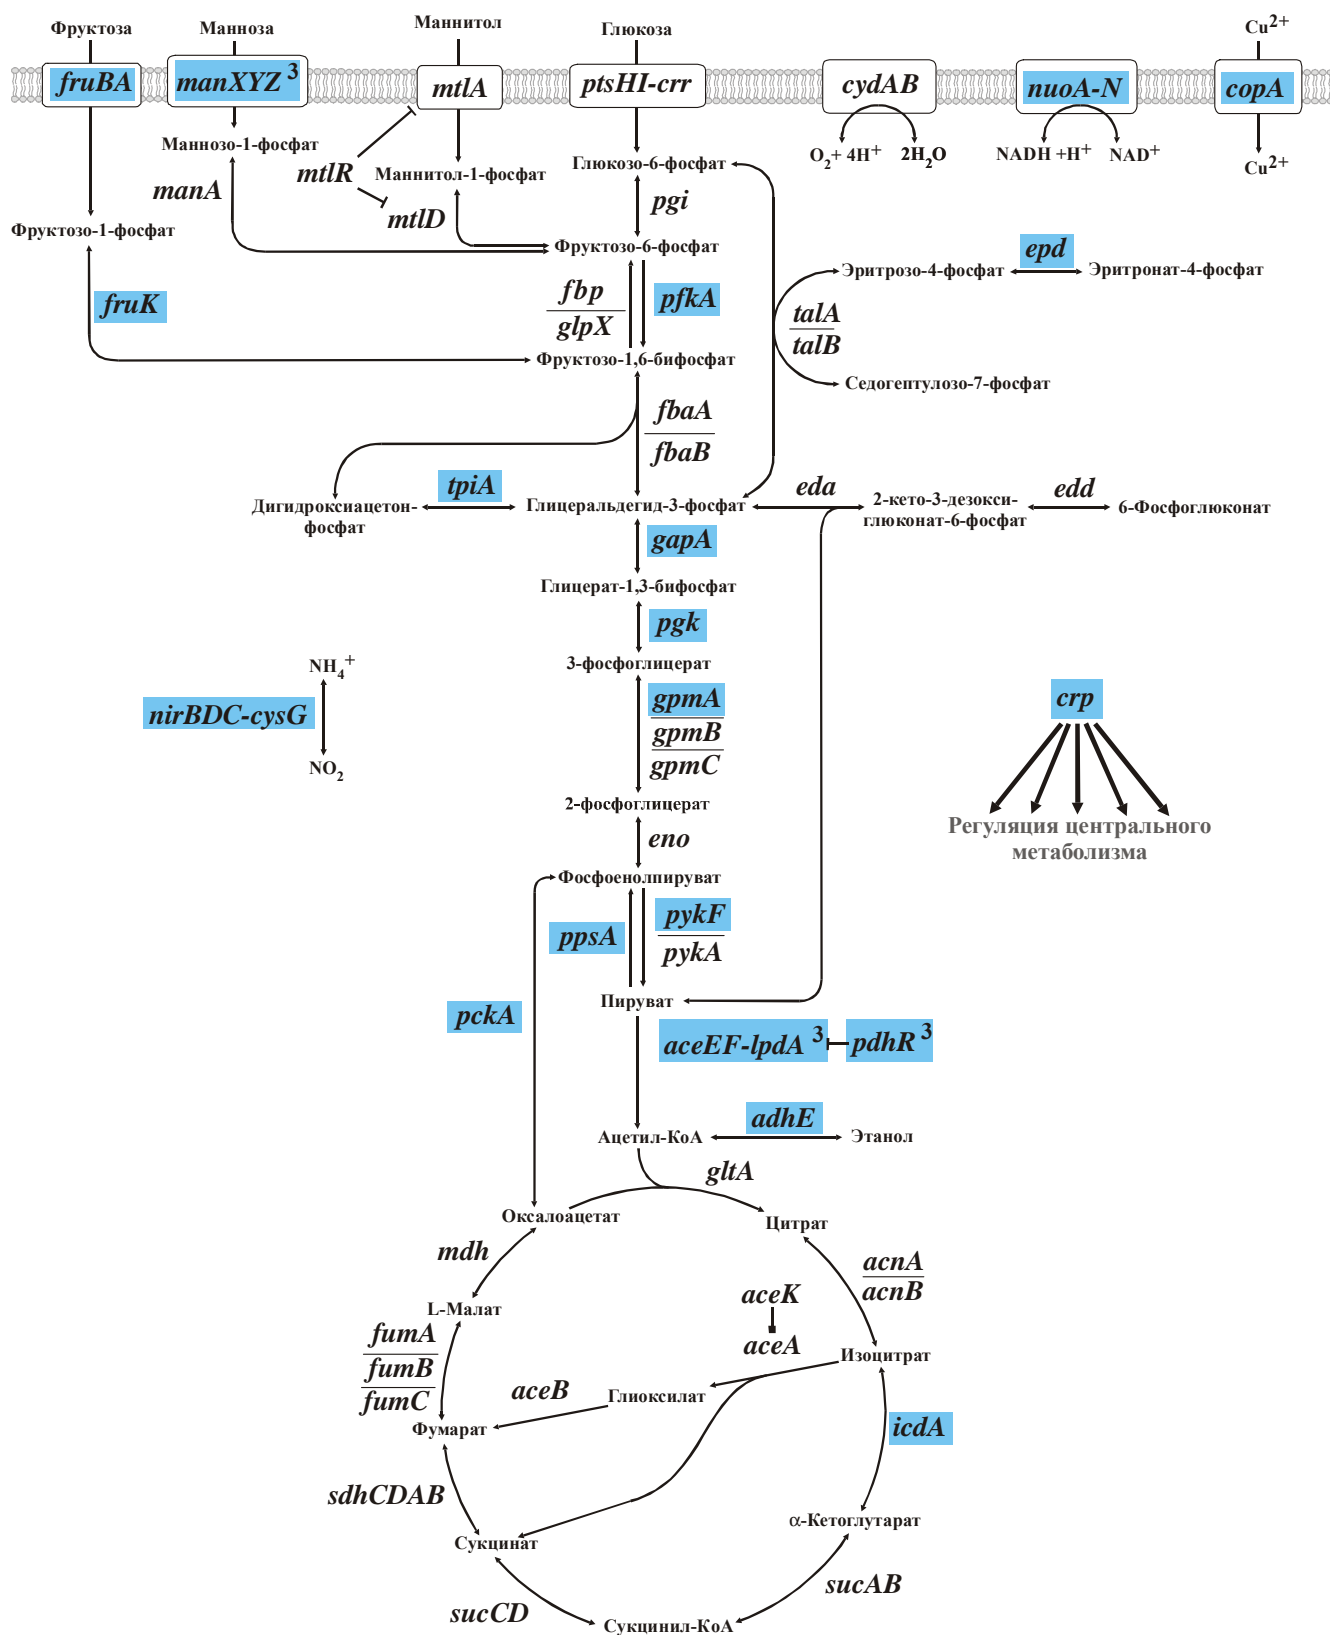 Фруктоза
Манноза
Маннитол
Глюкоза
Cu2+
fruBA
manXYZ 3
mtlA
ptsHI-crr
cydAB
nuoA-N
copA
O2+ 4H+
2H2O
NADH +H+
NAD+
Cu2+
Маннозо-1-фосфат
mtlR
Маннитол-1-фосфат
Глюкозо-6-фосфат
manA
pgi
mtlD
Фруктозо-1-фосфат
Фруктозо-6-фосфат
epd
Эритрозо-4-фосфат
Эритронат-4-фосфат
fruK
fbp
glpX
pfkA
talA
talB
Фруктозо-1,6-бифосфат
Седогептулозо-7-фосфат
fbaA
fbaB
tpiA
eda
edd
Дигидроксиацетон-
фосфат
Глицеральдегид-3-фосфат
2-кето-3-дезокси-
глюконат-6-фосфат
6-Фосфоглюконат
gapA
Глицерат-1,3-бифосфат
pgk
3-фосфоглицерат
NH4+
nirBDC-cysG
NO2
gpmA
gpmB
gpmC
crp
2-фосфоглицерат
Регуляция центрального
метаболизма
eno
Фосфоенолпируват
ppsA
pykF
pykA
Пируват
pckA
aceEF-lpdA 3
pdhR 3
adhE
Ацетил-КоА
Этанол
gltA
Оксалоацетат
Цитрат
mdh
acnA
acnB
aceK
L-Малат
aceA
fumA
fumB
fumC
Изоцитрат
aceB
Глиоксилат
Фумарат
icdA
sdhCDAB
Сукцинат
α-Кетоглутарат
sucAB
sucCD
Сукцинил-КоА